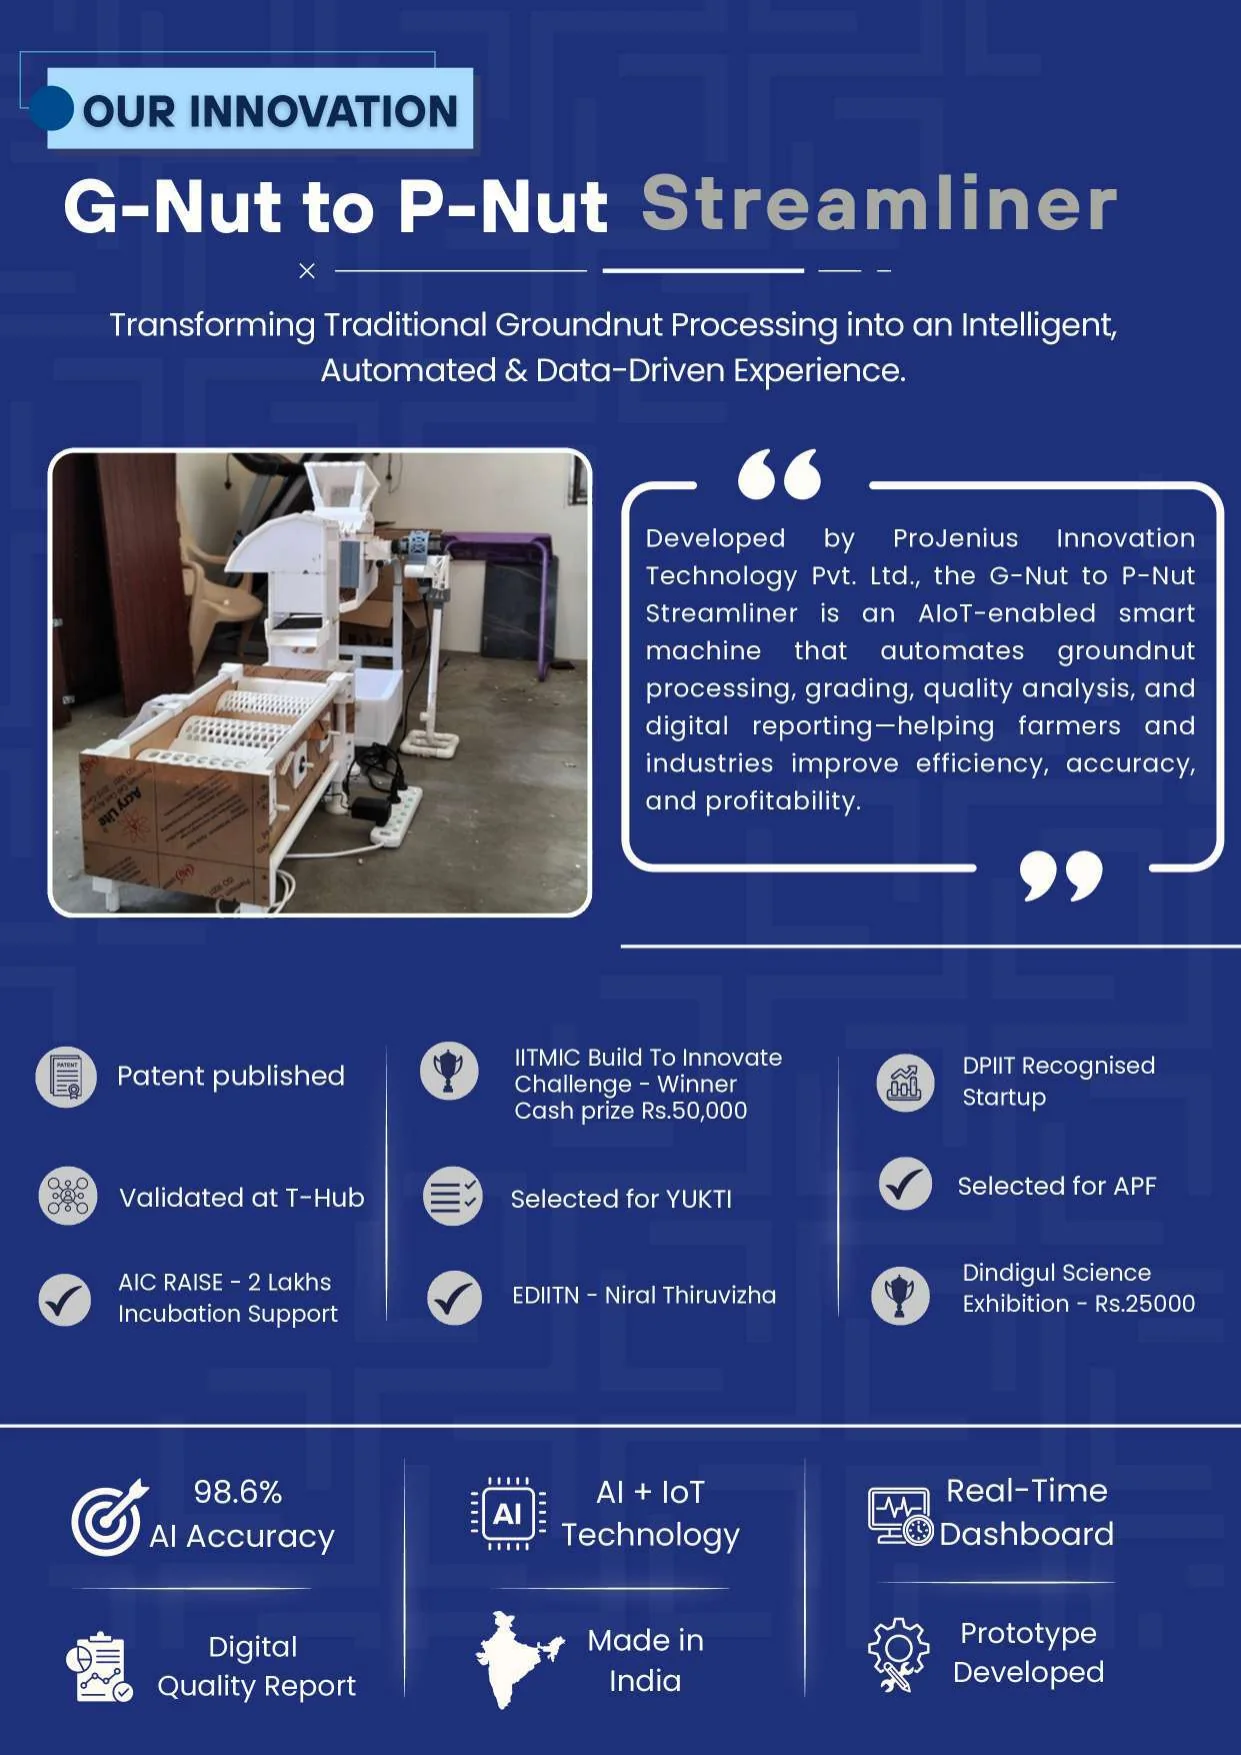 OUR INNOVATION
G-Nut to P-Nut Streamliner
Transforming Traditional Groundnut Processing into an Intelligent,
Automated & Data-Driven Experience.
Acry Lite
Developed by ProJenius Innovation
Technology Pvt. Ltd., the G-Nut to P-Nut
Streamliner is an AIoT-enabled smart
machine that automates groundnut
processing, grading, quality analysis, and
digital reporting—helping farmers and
industries improve efficiency, accuracy,
and profitability.
PATENT
Patent published
Validated at T-Hub
AIC RAISE - 2 Lakhs
Incubation Support
IITMIC Build To Innovate
Challenge - Winner
Cash prize Rs.50,000
Selected for YUKTI
EDIITN - Niral Thiruvizha
DPIIT Recognised
Startup
Selected for APF
Dindigul Science
Exhibition - Rs.25000
98.6%
AI Accuracy
AI
AI + IoT
Technology
Real-Time
Dashboard
Digital
Quality Report
Made in
India
Prototype
Developed